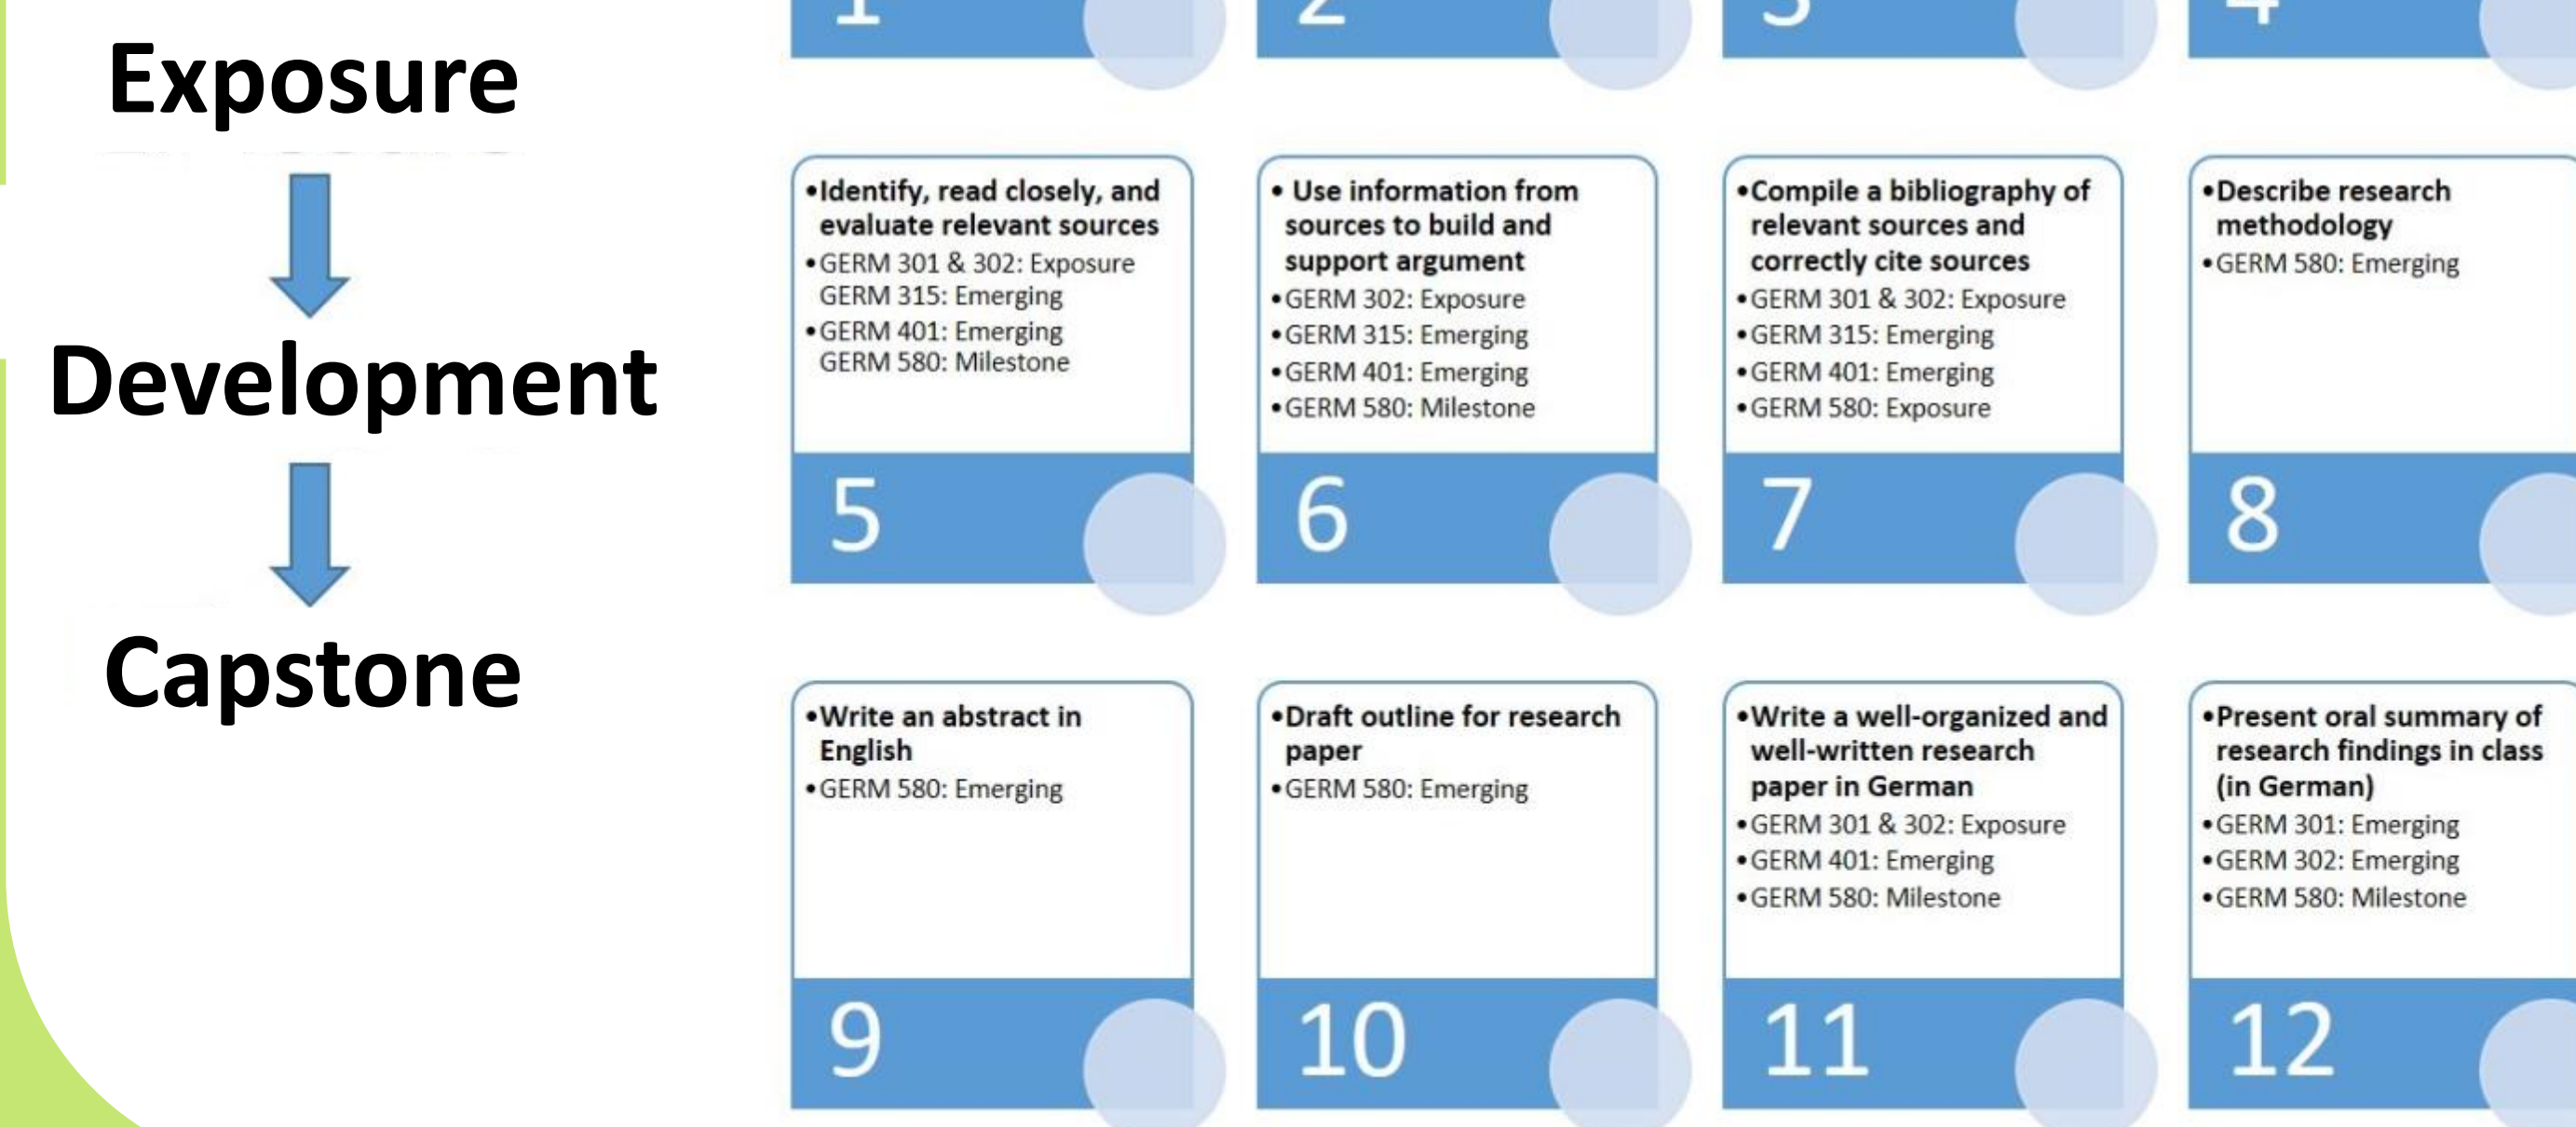 Exposure
Development
Capstone
1
2
3
4
•Identify, read closely, and
evaluate relevant sources
•GERM 301 & 302: Exposure
GERM 315: Emerging
•GERM 401: Emerging
GERM 580: Milestone
5
• Use information from
sources to build and
support argument
•GERM 302: Exposure
•GERM 315: Emerging
•GERM 401: Emerging
•GERM 580: Milestone
6
•Compile a bibliography of
relevant sources and
correctly cite sources
•GERM 301 & 302: Exposure
•GERM 315: Emerging
•GERM 401: Emerging
•GERM 580: Exposure
7
•Describe research
methodology
•GERM 580: Emerging
8
•Write an abstract in
English
•GERM 580: Emerging
9
•Draft outline for research
paper
•GERM 580: Emerging
10
•Write a well-organized and
well-written research
paper in German
•GERM 301 & 302: Exposure
•GERM 401: Emerging
•GERM 580: Milestone
11
•Present oral summary of
research findings in class
(in German)
•GERM 301: Emerging
•GERM 302: Emerging
•GERM 580: Milestone
12